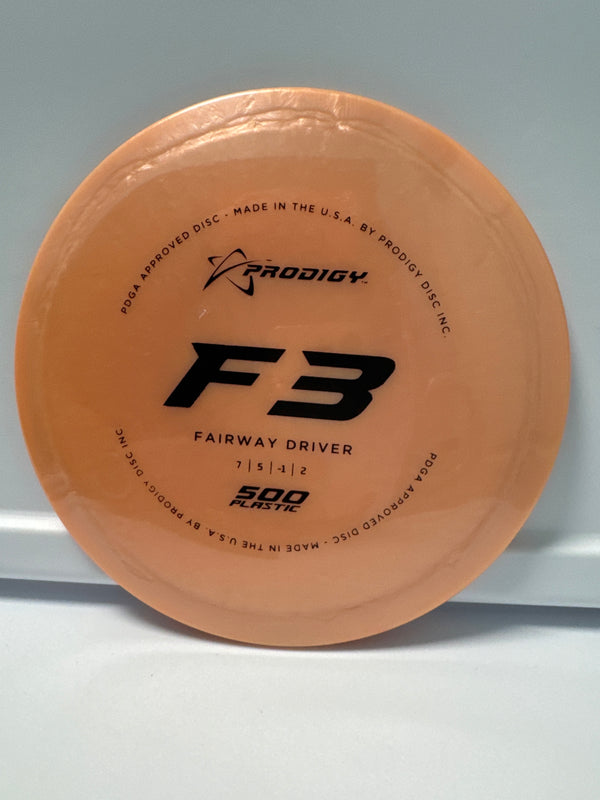 PDGA APPROVED DISC - MADE IN THE U.S.A. BY PRODIGY DISC INC.
PRODIGY™
F3
FAIRWAY DRIVER
7 | 5 | -1 | 2
500
PLASTIC
PDGA APPROVED DISC - MADE IN THE U.S.A. BY PRODIGY DISC INC